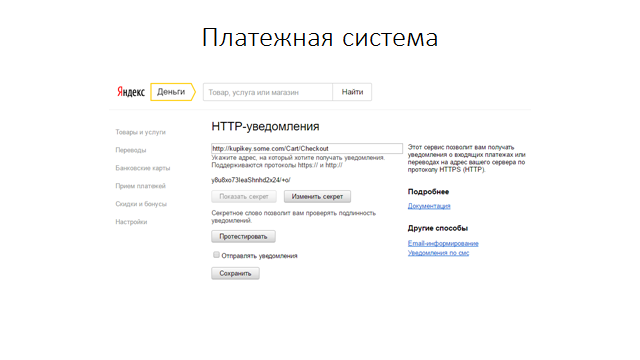 Платежная система
Яндекс Деньги Товар, услуга или магазин Найти
HTTP-уведомления
Товары и услуги
Переводы
Банковские карты
Прием платежей
Скидки и бонусы
Настройки
http://kupikey.some.com/Cart/Checkout
Укажите адрес, на который хотите получать уведомления.
Поддерживаются протоколы https:// и http://
y8u8xo73IeaShnhd2x24/+o/
Показать секрет Изменить секрет
Секретное слово позволит вам проверять подлинность
уведомлений.
Протестировать
Отправлять уведомления
Сохранить
Этот сервис позволит вам получать
уведомления о входящих платежах или
переводах на адрес вашего сервера по
протоколу HTTPS (HTTP).
Подробнее
Документация
Другие способы
Email-информирование
Уведомления по смс